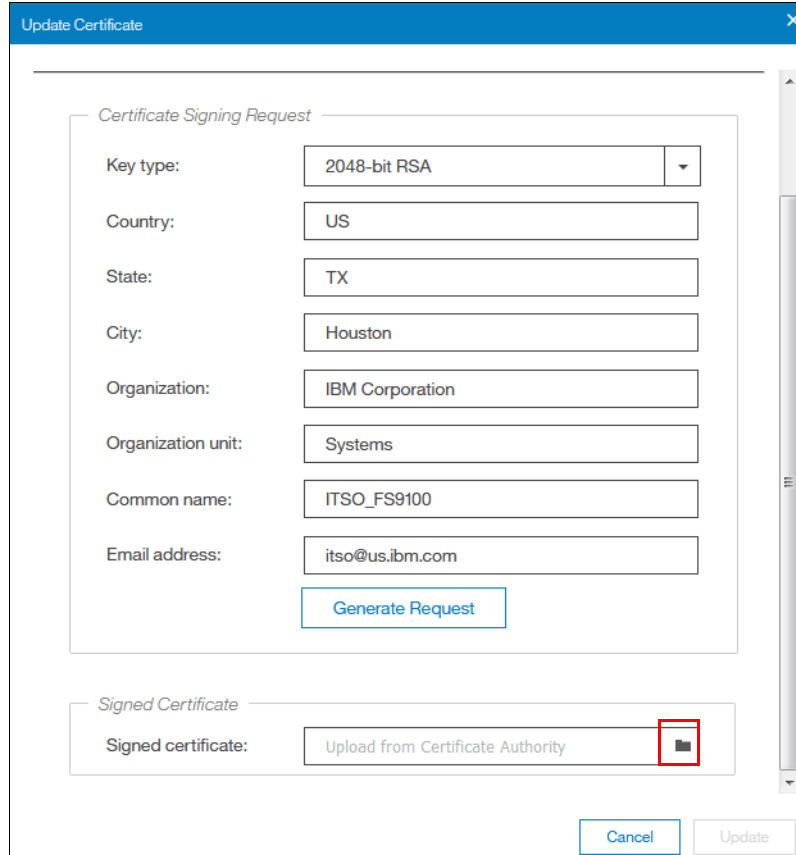 Update Certificate
Certificate Signing Request
Key type: 2048-bit RSA
Country: US
State: TX
City: Houston
Organization: IBM Corporation
Organization unit: Systems
Common name: ITSO_FS9100
Email address: itso@us.ibm.com
Generate Request
Signed Certificate
Signed certificate: Upload from Certificate Authority
Cancel Update